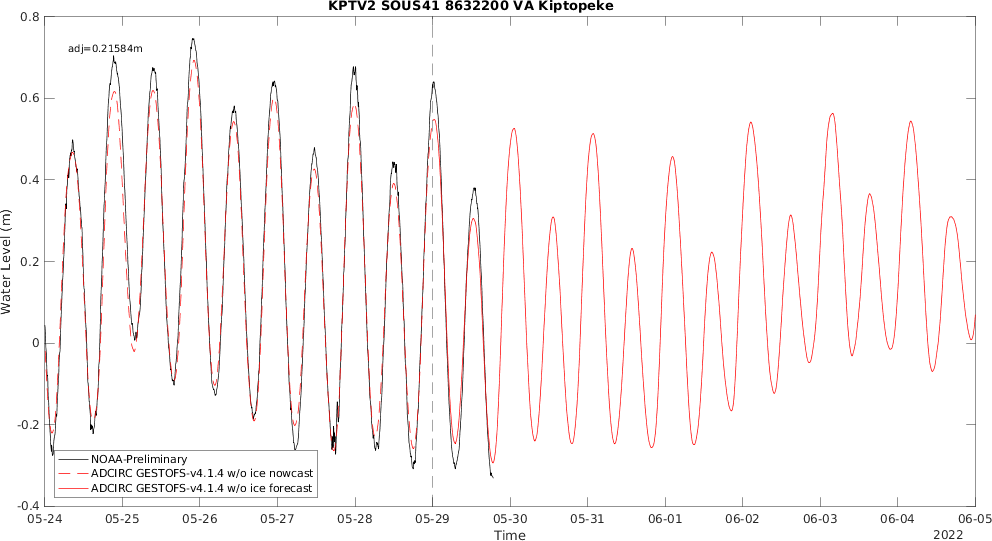 KPTV2 SOUS41 8632200 VA Kiptopeke
adj=0.21584m
0.8
0.6
0.4
0.2
0
-0.2
-0.4
Water Level (m)
NOAA-Preliminary
ADCIRC GESTOFS-v4.1.4 w/o ice nowcast
ADCIRC GESTOFS-v4.1.4 w/o ice forecast
05-24 05-25 05-26 05-27 05-28 05-29 05-30 05-31 06-01 06-02 06-03 06-04 06-05
Time
2022